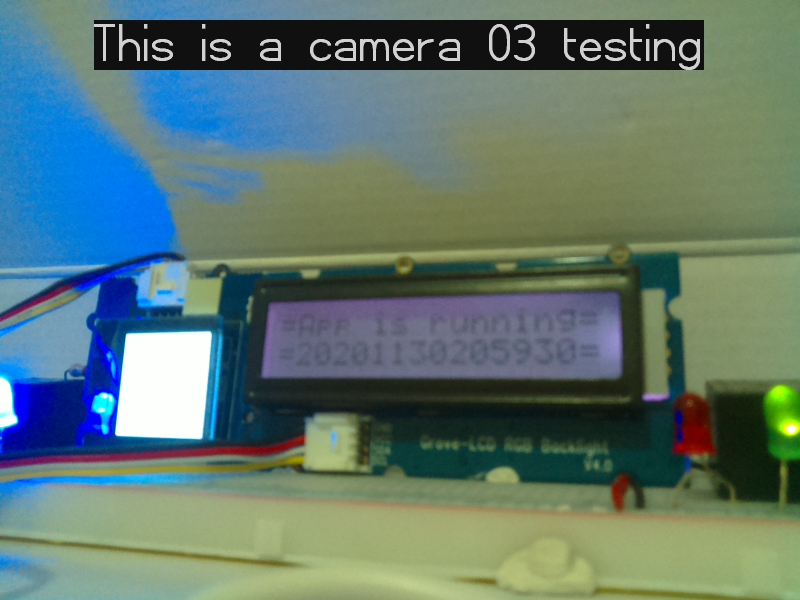 This is a camera 03 testing
=App is running=
=20201130205930=
Grove-LCD RGB Backlight
V4.0